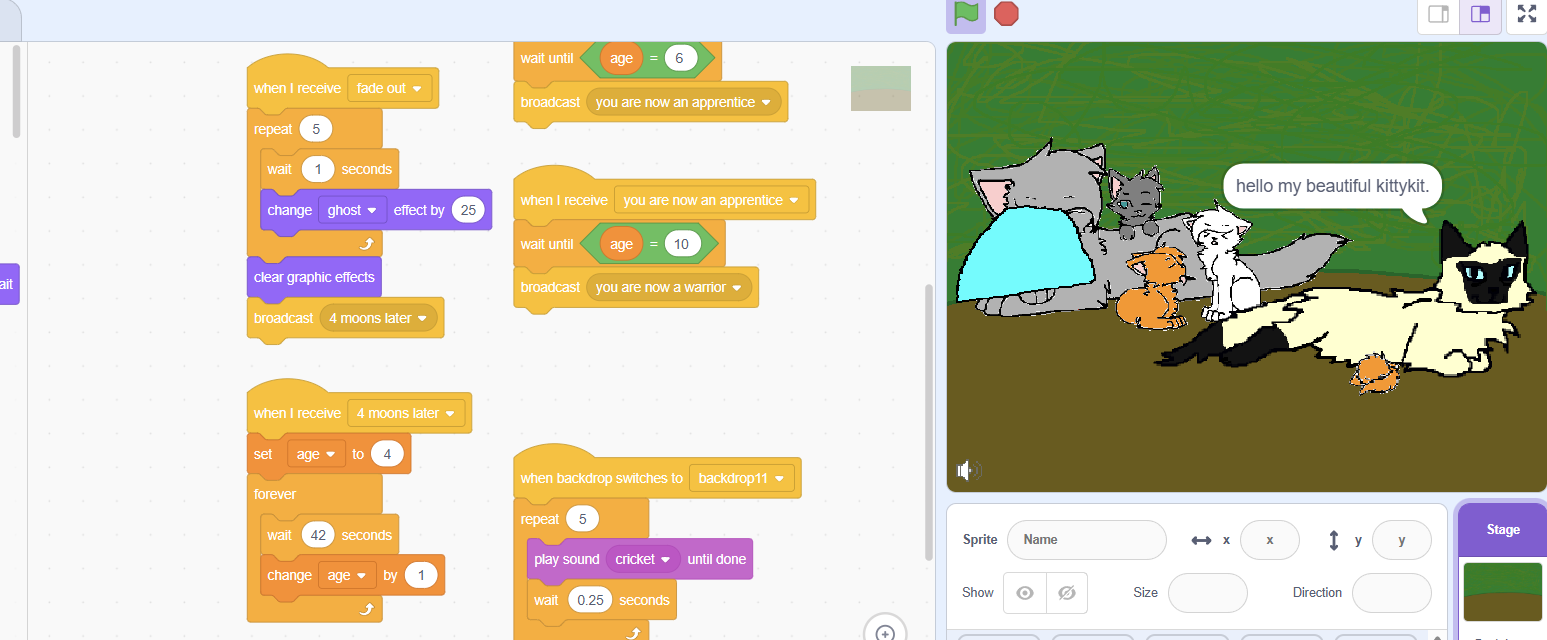 when I receive fade out
repeat 5
wait 1 seconds
change ghost effect by 25
clear graphic effects
broadcast 4 moons later
when I receive 4 moons later
set age to 4
forever
wait 42 seconds
change age by 1
ait
wait until age = 6
broadcast you are now an apprentice
when I receive you are now an apprentice
wait until age = 10
broadcast you are now a warrior
when backdrop switches to backdrop11
repeat 5
play sound cricket until done
wait 0.25 seconds
hello my beautiful kittykit.
Sprite Name x x y y
Show Size Direction
Stage